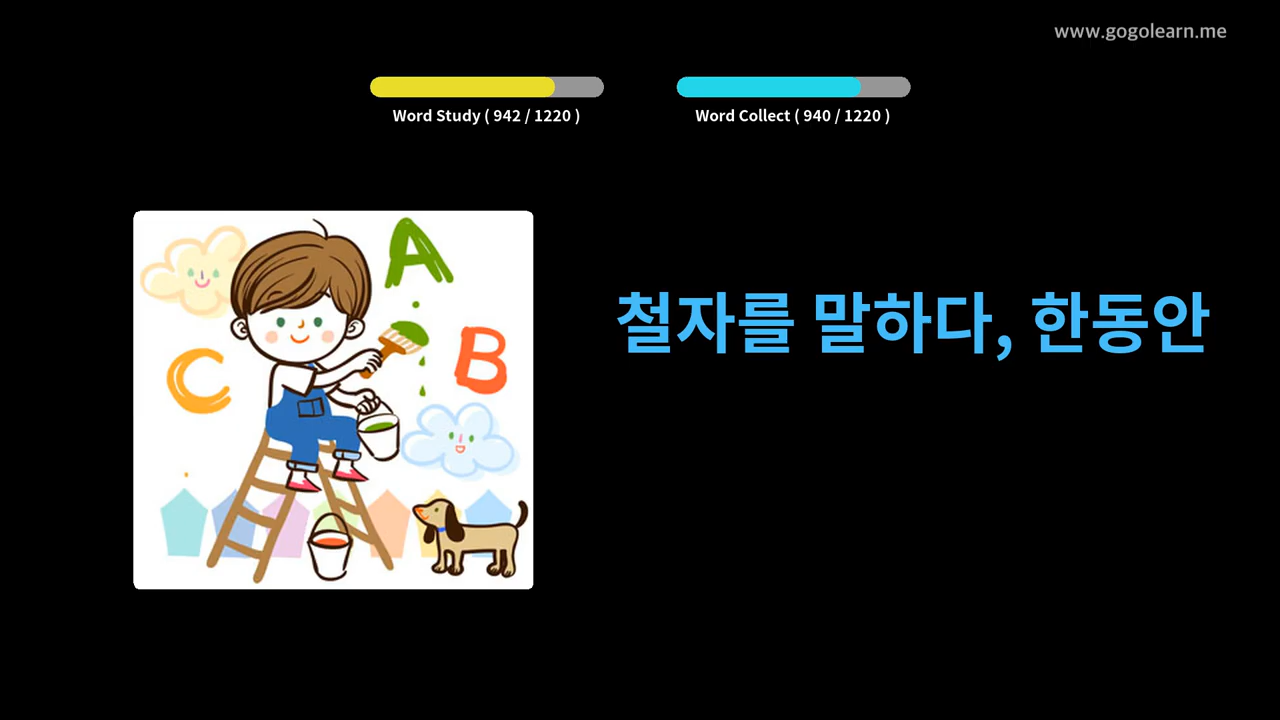 www.gogolearn.me
Word Study ( 942 / 1220 )
Word Collect ( 940 / 1220 )
A
B
C
철자를 말하다, 한동안